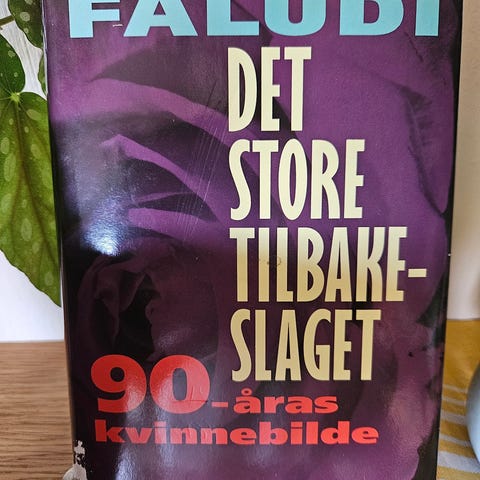 FALUDI
DET
STORE
TILBAKE-
SLAGET
90-åras
kvinnebilde